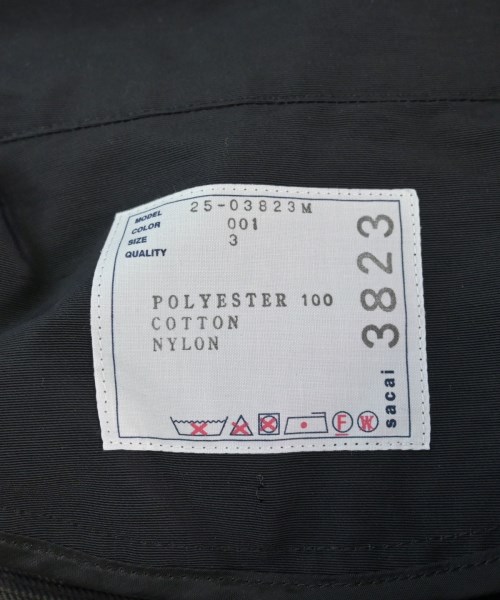 MODEL 25-03823M
COLOR 001
SIZE 3
QUALITY
POLYESTER 100
COTTON
NYLON
F W
sacai 3823